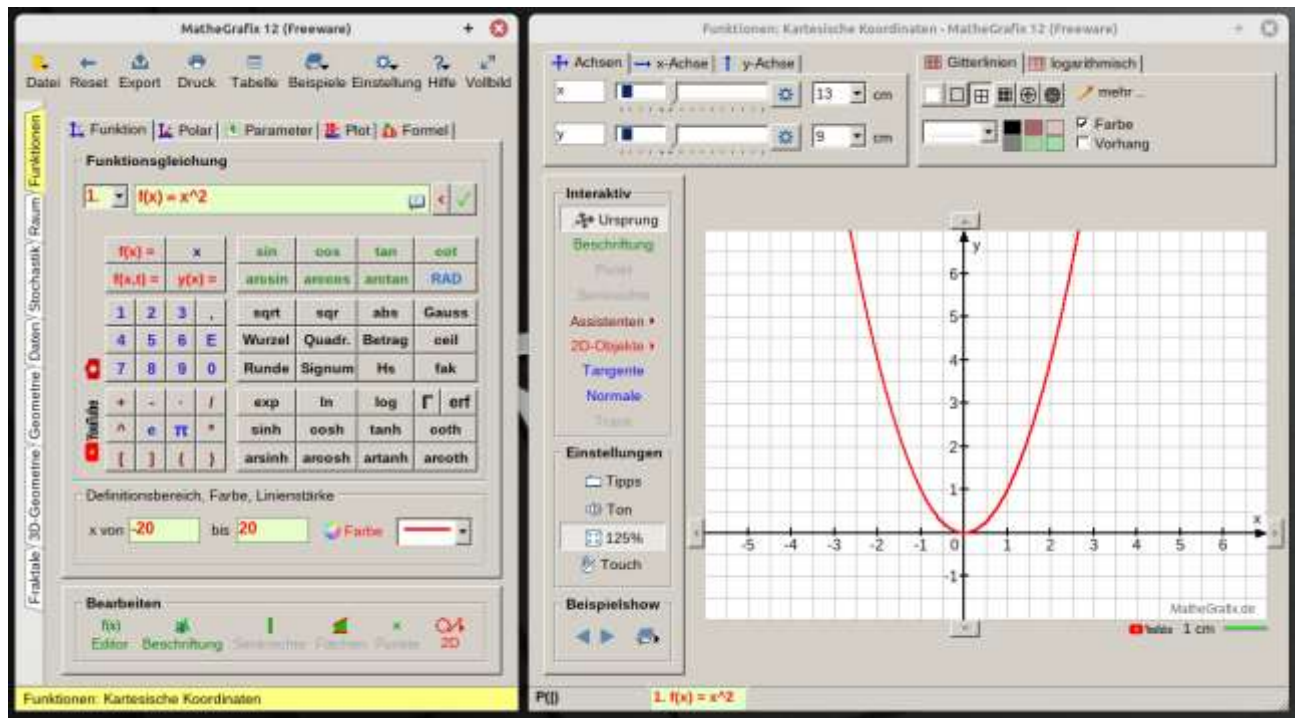 MatheGrafix 12 (Freeware)
Datei Reset Export Druck Tabelle Beispiele Einstellung Hilfe Vollbild
Funktionen
Raum
Stochastik
Daten
Geometrie
3D-Geometrie
Fraktale
Funktion Polar Parameter Plot Formel
Funktionsgleichung
1. f(x) = x^2 <
f(x) = x sin cos tan cot
f(x,t) = y(x) = arcsin arccos arctan RAD
1 2 3 , sqrt sqr abs Gauss
4 5 6 E Wurzel Quadr. Betrag ceil
7 8 9 0 Runde Signum Hs fak
YouTube
+ - · / exp ln log Γ erf
^ e π ° sinh cosh tanh coth
[ ] ( ) arsinh arcosh artanh arcoth
Definitionsbereich, Farbe, Linienstärke
x von -20 bis 20 Farbe
Bearbeiten
f(x)
Editor Beschriftung Senkrechte Flächen Punkte 2D
Funktionen: Kartesische Koordinaten
Funktionen: Kartesische Koordinaten - MatheGrafix 12 (Freeware)
Achsen x-Achse y-Achse
x 13 cm
y 9 cm
Gitterlinien logarithmisch
mehr ...
Farbe
Vorhang
Interaktiv
Ursprung
Beschriftung
Punkt
Senkrechte
Assistenten
2D-Objekte
Tangente
Normale
Trace
Einstellungen
Tipps
Ton
125%
Touch
Beispielshow
y
6
5
4
3
2
1
x
-5 -4 -3 -2 -1 0 1 2 3 4 5 6
-1
MatheGrafix.de
YouTube 1 cm
P(|) 1. f(x) = x^2